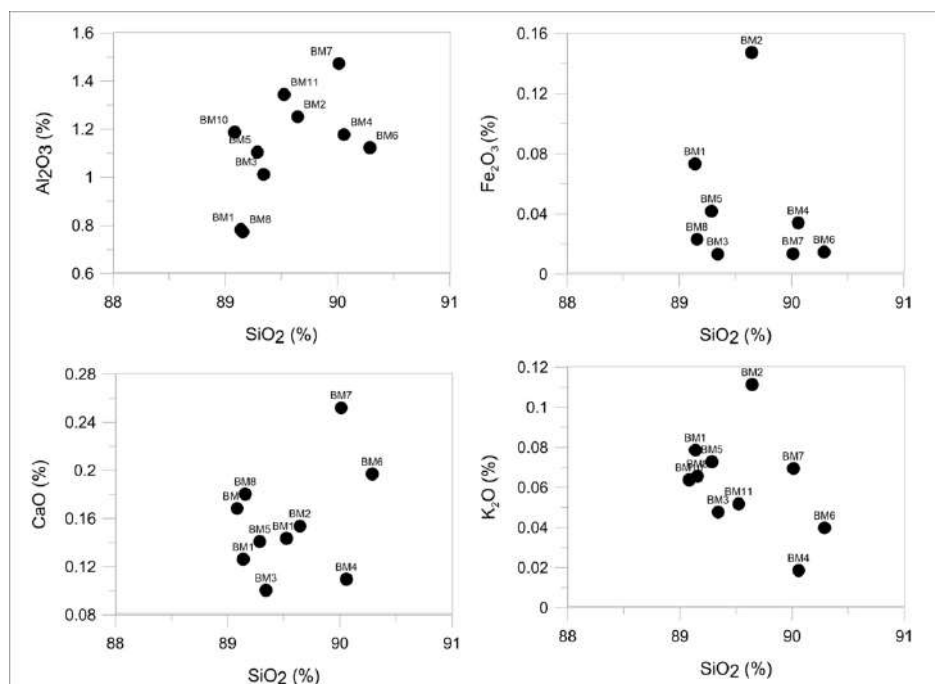 1.6
BM7
1.4
BM11
BM2
1.2
BM10
BM4
BM5
BM6
BM3
1
0.8
BM1
BM8
0.6
88
89
90
91
Al2O3 (%)
SiO2 (%)
0.16
BM2
0.12
0.08
BM1
BM5
0.04
BM4
BM8
BM3
BM7
BM6
0
88
89
90
91
Fe2O3 (%)
SiO2 (%)
0.28
BM7
0.24
0.2
BM6
BM8
0.16
BM
BM2
BM5
BM1
BM1
0.12
BM4
BM3
0.08
88
89
90
91
CaO (%)
SiO2 (%)
0.12
BM2
0.1
0.08
BM1
BM5
BM7
0.06
BM11
BM3
0.04
BM6
BM4
0.02
0
88
89
90
91
K2O (%)
SiO2 (%)